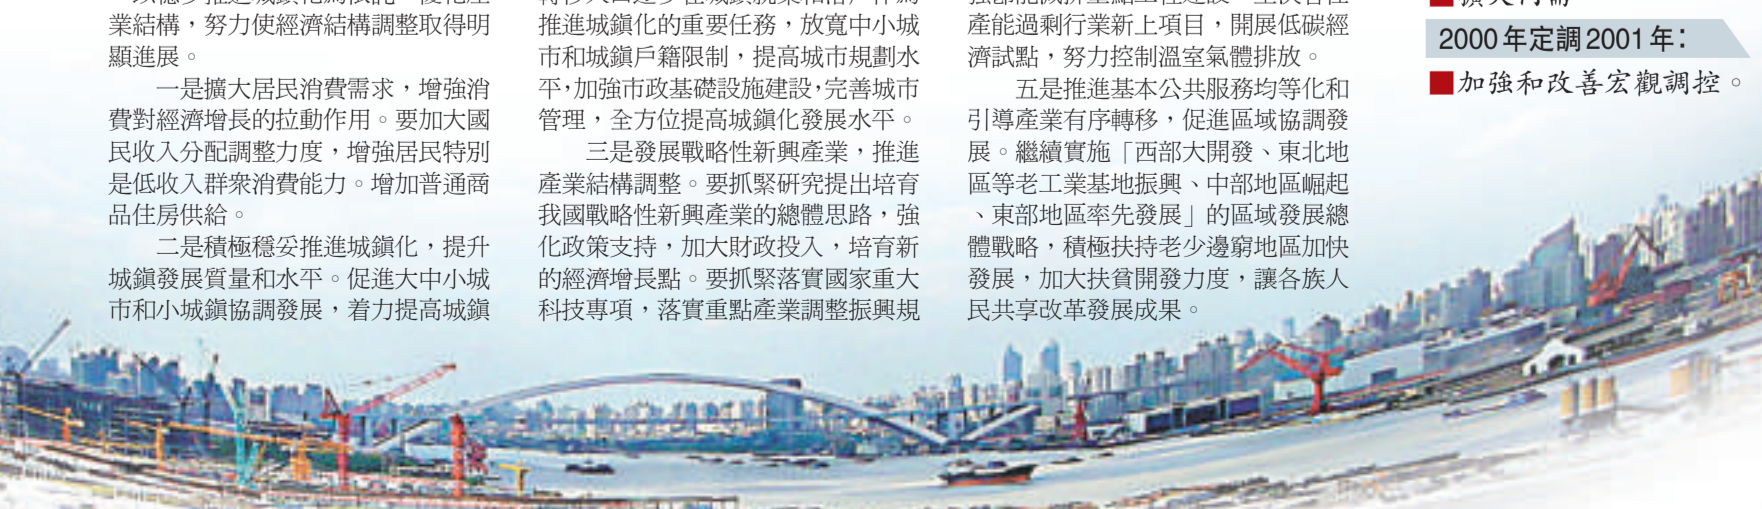 業結構，努力使經濟結構調整取得明
顯進展。
一是擴大居民消費需求，增強消
費對經濟增長的拉動作用。要加大國
民收入分配調整力度，增強居民特別
是低收入群衆消費能力。增加普通商
品住房供給。
二是積極穩妥推進城鎮化，提升
城鎮發展質量和水平。促進大中小城
市和小城鎮協調發展，着力提高城鎮
推進城鎮化的重要任務，放寬中小城
市和城鎮戶籍限制，提高城市規劃水
平，加強市政基礎設施建設，完善城市
管理，全方位提高城鎮化發展水平。
三是發展戰略性新興產業，推進
產業結構調整。要抓緊研究提出培育
我國戰略性新興產業的總體思路，強
化政策支持，加大財政投入，培育新
的經濟增長點。要抓緊落實國家重大
科技專項，落實重點產業調整振興規
產能過剩行業新上項目，開展低碳經
濟試點，努力控制溫室氣體排放。
五是推進基本公共服務均等化和
引導產業有序轉移，促進區域協調發
展。繼續實施「西部大開發、東北地
區等老工業基地振興、中部地區崛起
、東部地區率先發展」的區域發展總
體戰略，積極扶持老少邊窮地區加快
發展，加大扶貧開發力度，讓各族人
民共享改革發展成果。
2000年定調2001年：
■加強和改善宏觀調控。